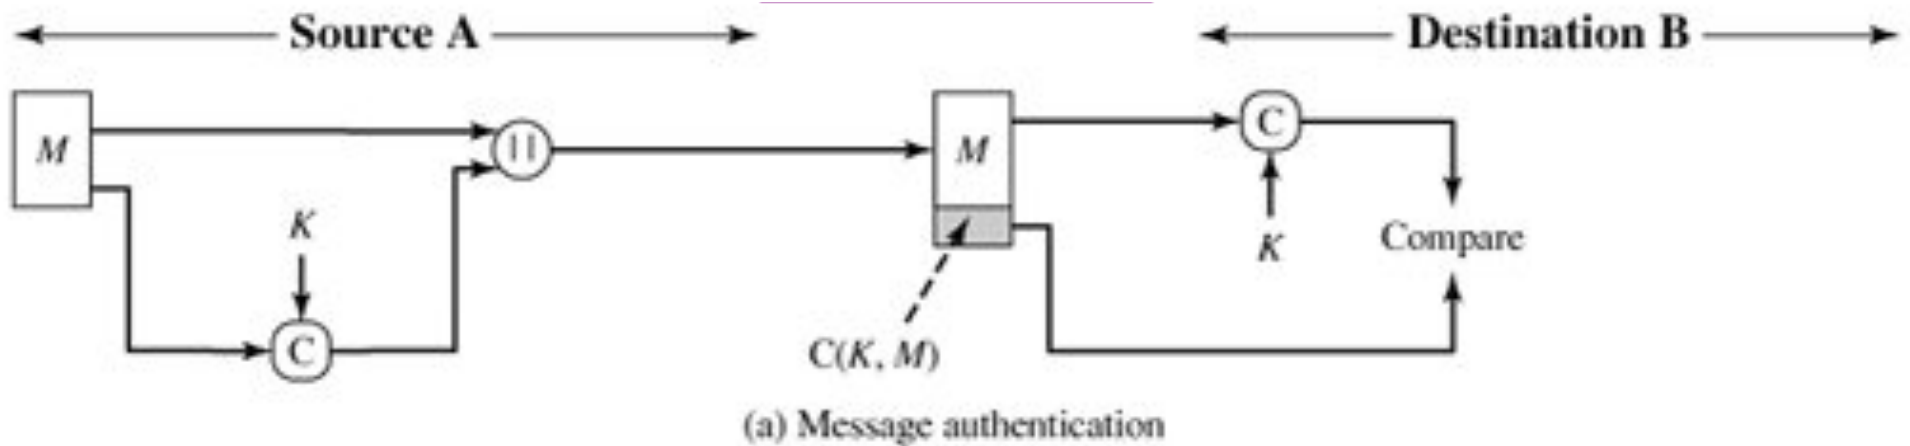 Source A
Destination B
M
||
M
C
K
K
Compare
C
C(K, M)
(a) Message authentication